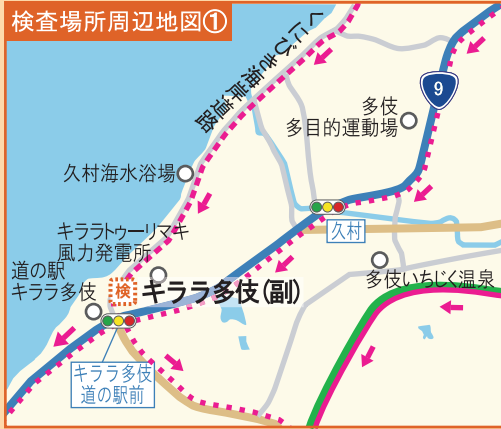 検査場所周辺地図①
くにびき海岸道路
9
多伎
多目的運動場
久村海水浴場
久村
キララトゥーリマキ
風力発電所
道の駅
キララ多伎
検
キララ多伎(副)
多伎いちじく温泉
キララ多伎
道の駅前